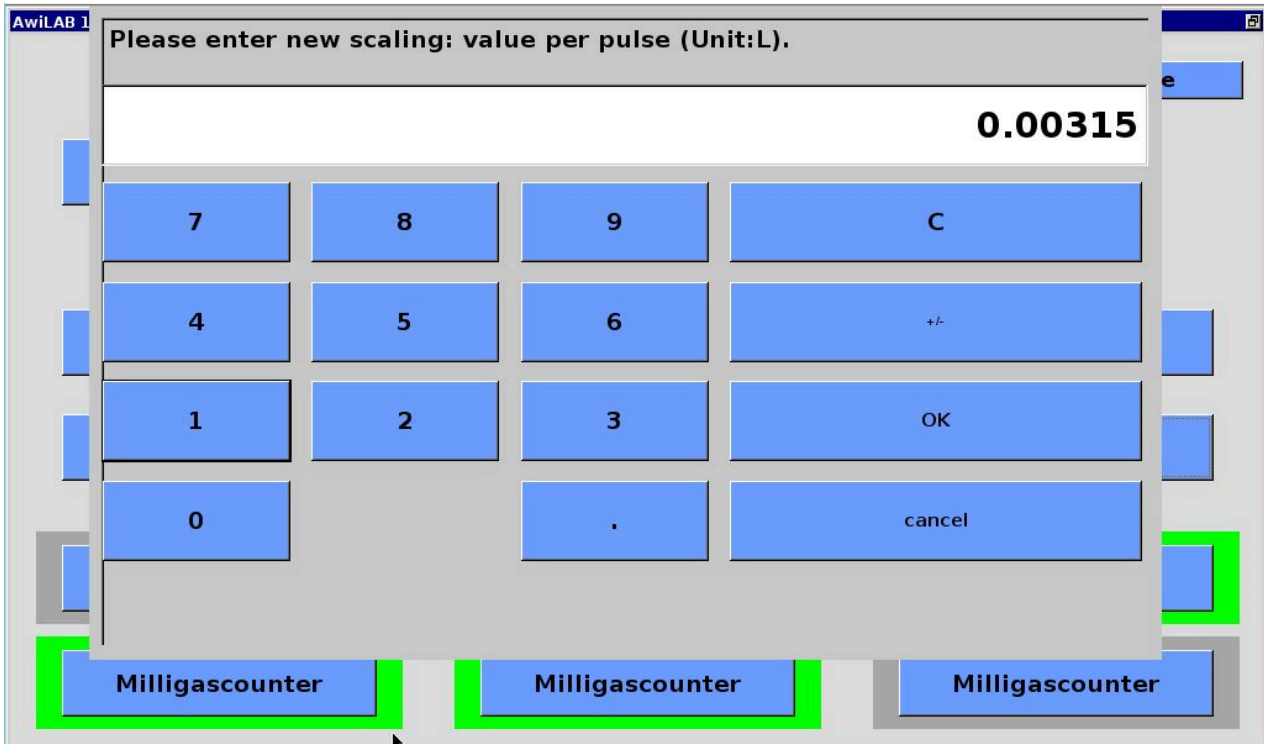 AwiLAB 1
Please enter new scaling: value per pulse (Unit:L).
e
0.00315
7 8 9 C
4 5 6 +/-
1 2 3 OK
0 . cancel
Milligascounter Milligascounter Milligascounter